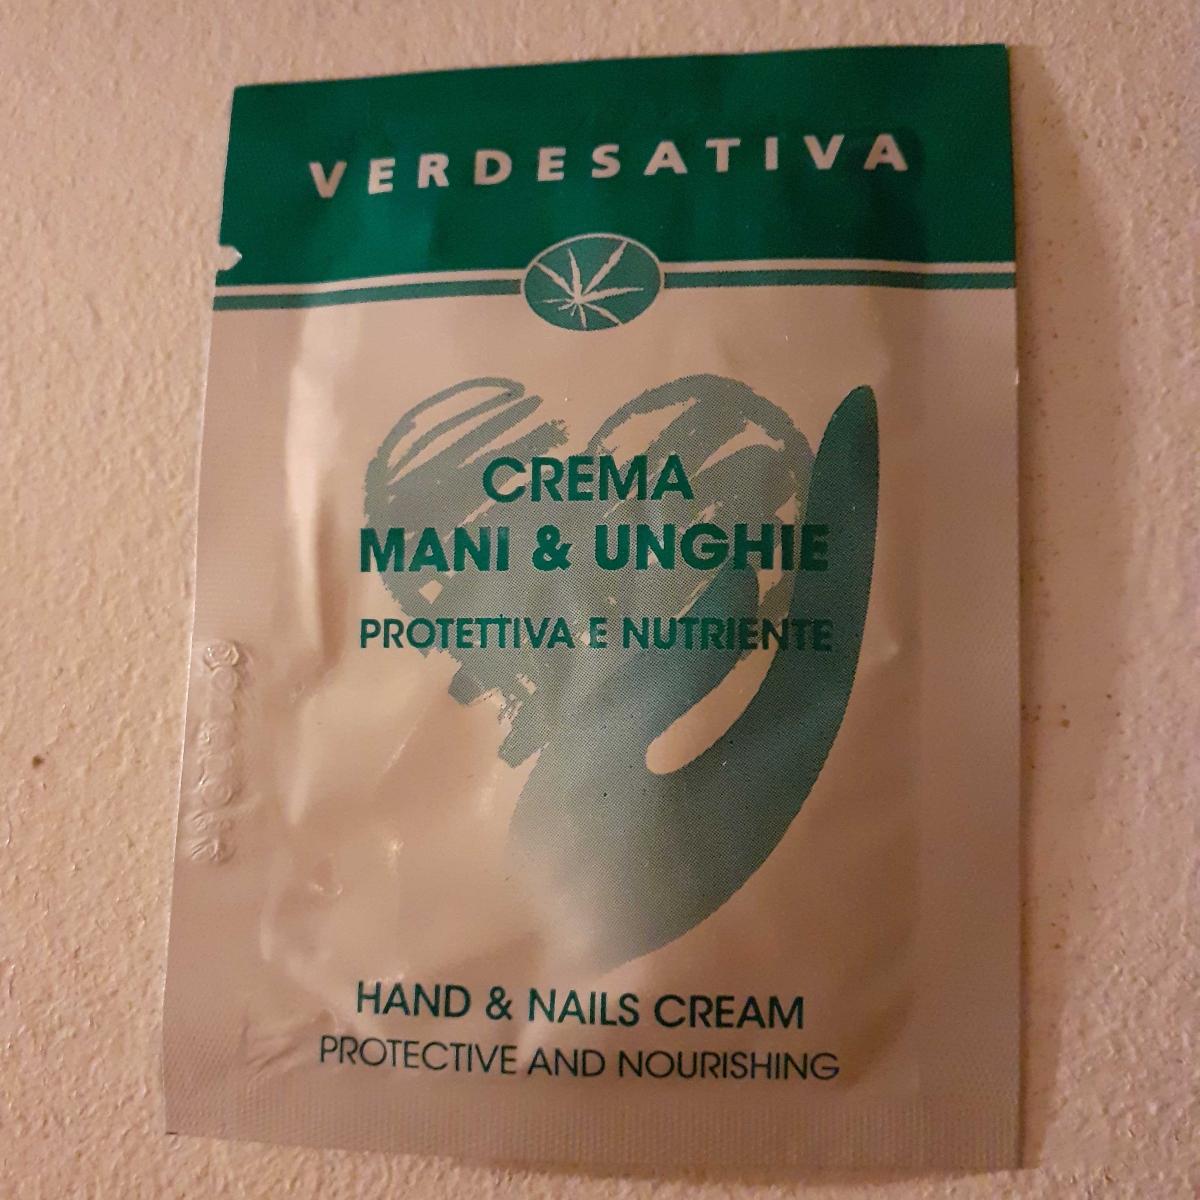 VERDESATIVA
CREMA
MANI & UNGHIE
PROTETTIVA E NUTRIENTE
HAND & NAILS CREAM
PROTECTIVE AND NOURISHING